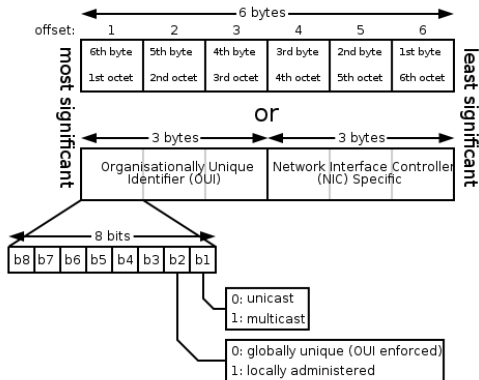 6 bytes
offset: 1 2 3 4 5 6
most significant
6th byte 5th byte 4th byte 3rd byte 2nd byte 1st byte
1st octet 2nd octet 3rd octet 4th octet 5th octet 6th octet
least significant
or
3 bytes 3 bytes
Organisationally Unique Identifier (OUI)
Network Interface Controller (NIC) Specific
8 bits
b8 b7 b6 b5 b4 b3 b2 b1
0: unicast
1: multicast
0: globally unique (OUI enforced)
1: locally administered